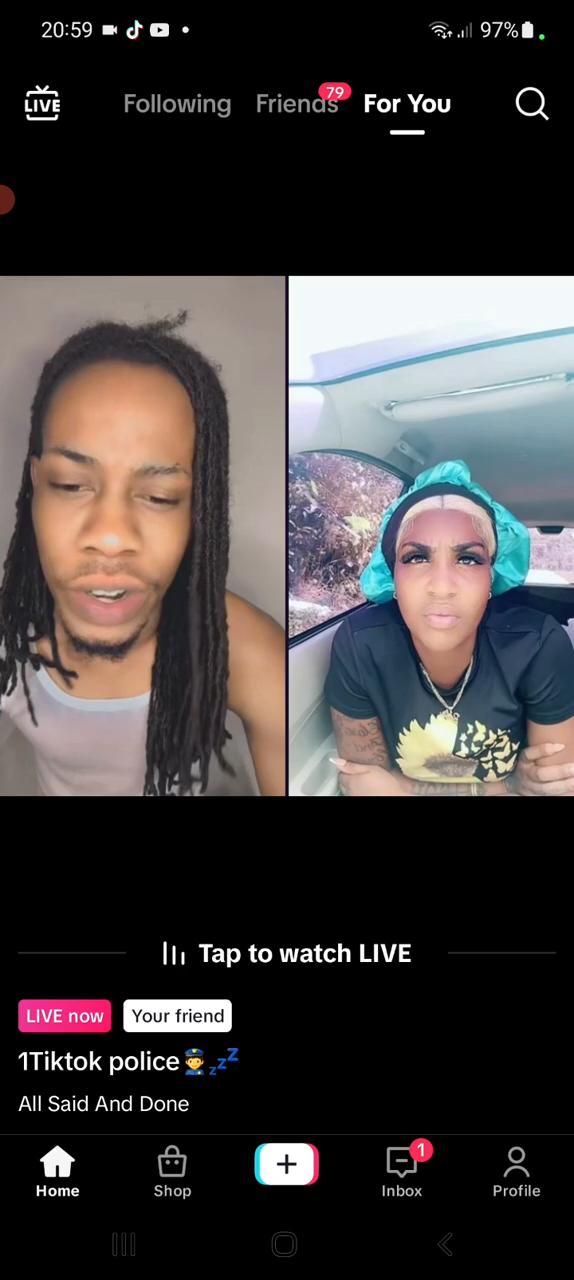 20:59
97%
LIVE
Following
Friends
79
For You
Tap to watch LIVE
LIVE now
Your friend
1Tiktok police👮💤
All Said And Done
1
Home
Shop
Inbox
Profile